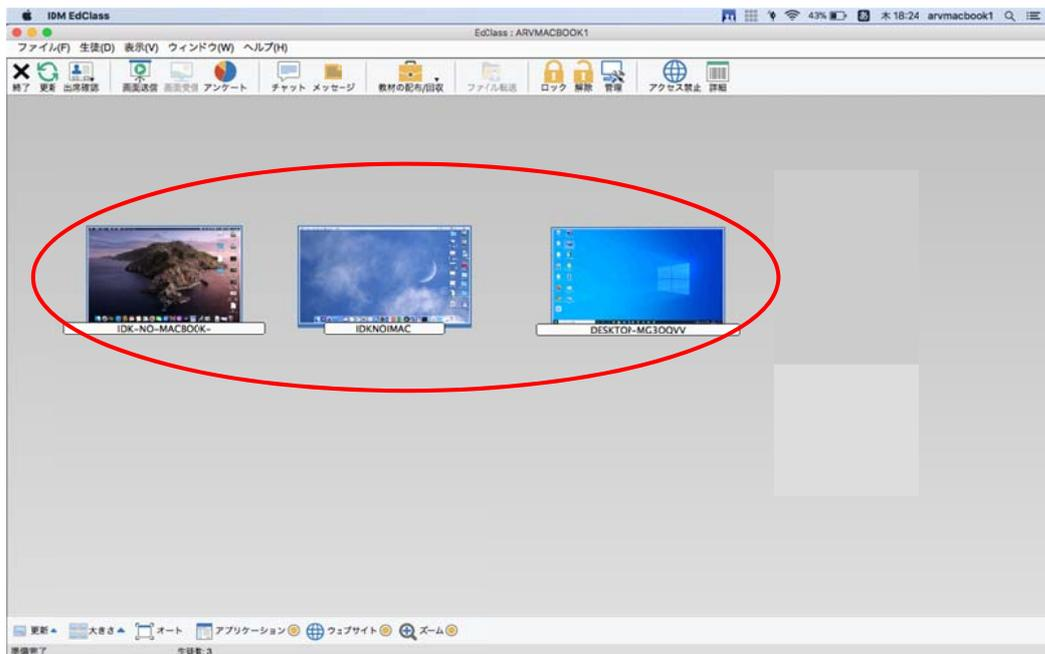 IDM EdClass 43% 木18:24 arvmacbook1
EdClass : ARVMACBOOK1
ファイル(F) 生徒(D) 表示(V) ウィンドウ(W) ヘルプ(H)
終了 更新 出席確認 画面送信 画面受信 アンケート チャット メッセージ 教材の配布/回収 ファイル転送 ロック 解除 管理 アクセス禁止 詳細
IDK-NO-MACBOOK-
IDKNOIMAC
DESKTOP-MG3OQVV
更新 大きさ オート アプリケーション ウェブサイト ズーム
準備完了 生徒数: 3